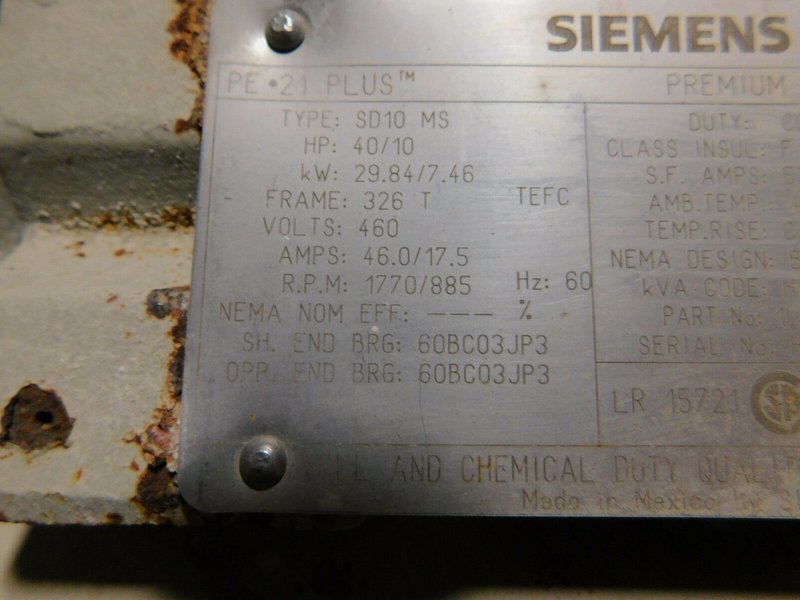 SIEMENS
PE•21 PLUS™ PREMIUM
TYPE: SD10 MS
HP: 40/10
kW: 29.84/7.46
FRAME: 326 T TEFC
VOLTS: 460
AMPS: 46.0/17.5
R.P.M: 1770/885 Hz: 60
NEMA NOM EFF: --- %
SH. END BRG: 60BC03JP3
OPR. END BRG: 60BC03JP3
DUTY:
CLASS INSUL: F
S.F. AMPS: 5
AMB.TEMP.:
TEMP.RISE:
NEMA DESIGN: B
kVA CODE:
PART No:
SERIAL No:
LR 15721
AND CHEMICAL DUTY
Made in Mexico by